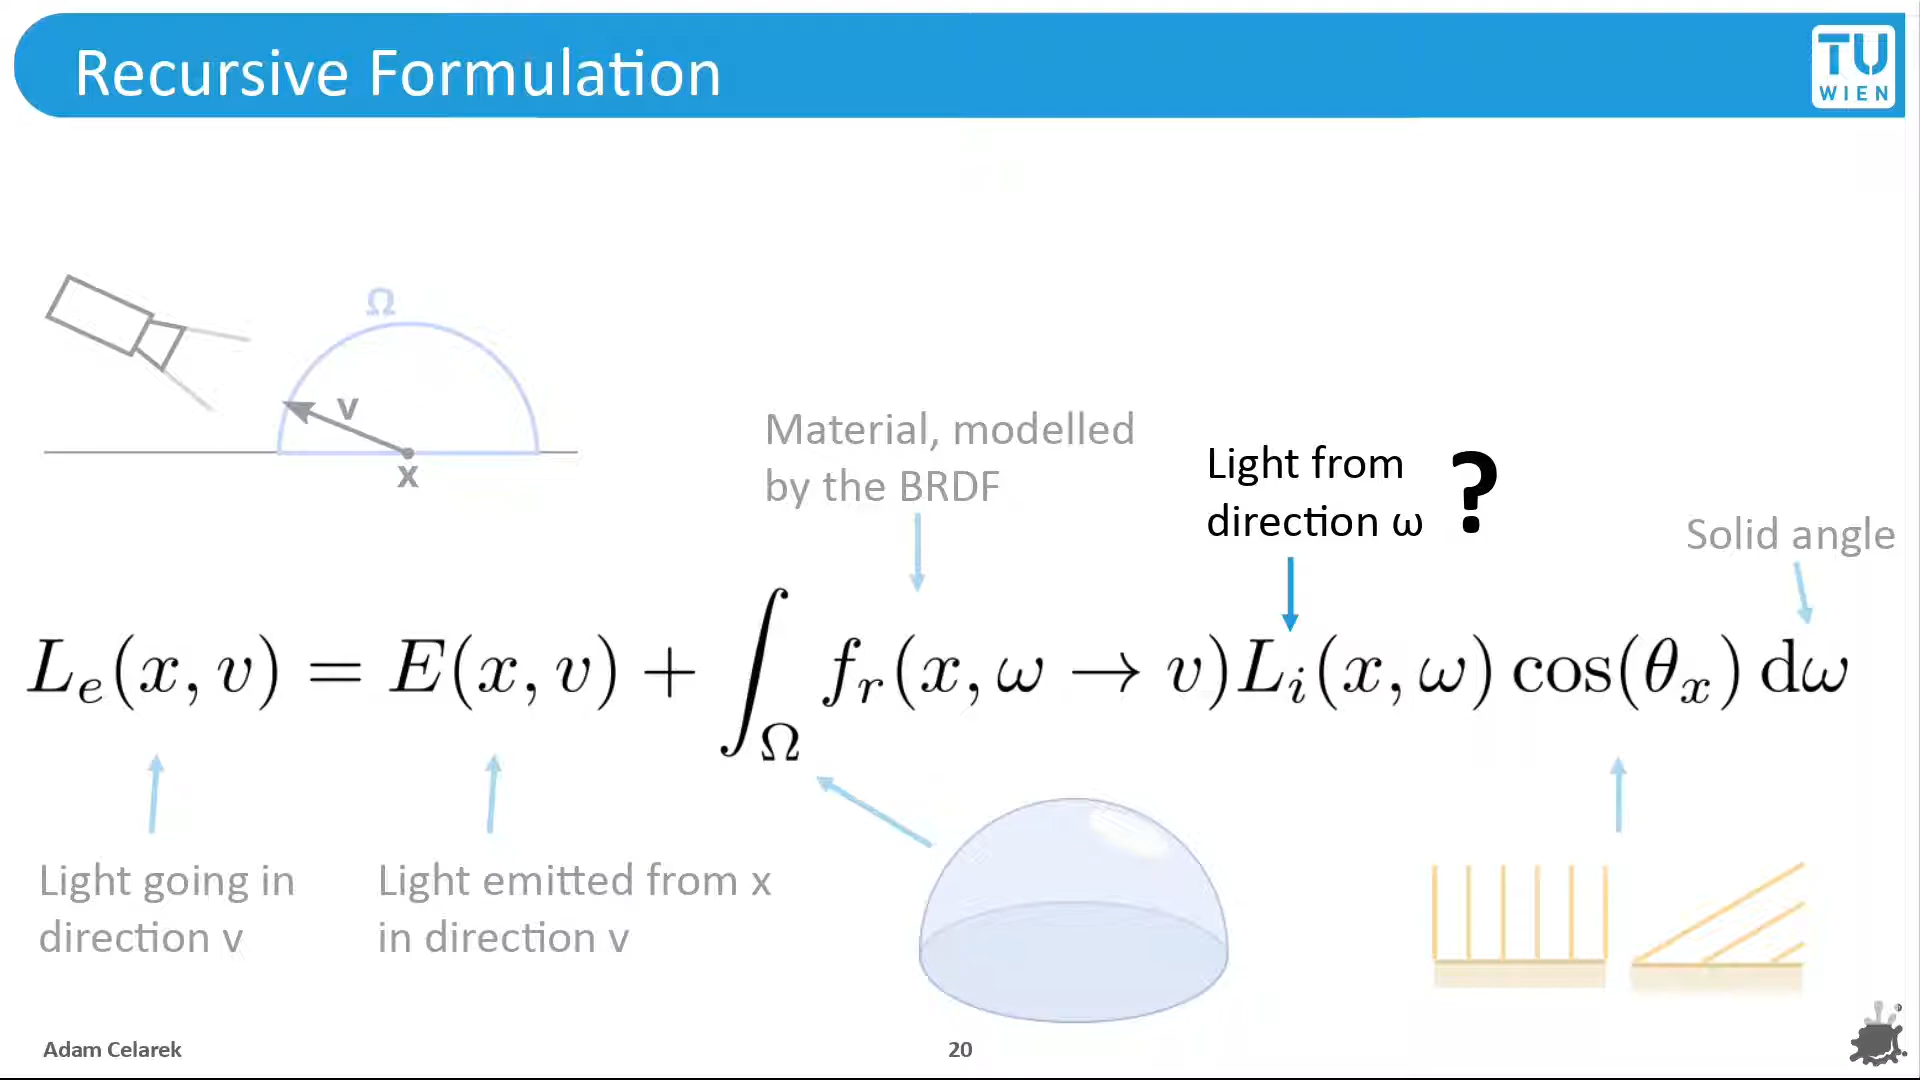 Recursive Formulation
TU
WIEN
Ω
v
x
Material, modelled
by the BRDF
Light from
direction ω
?
Solid angle
L_e(x, v) = E(x, v) + ∫_Ω f_r(x, ω → v)L_i(x, ω) cos(θ_x) dω
Light going in
direction v
Light emitted from x
in direction v
Adam Celarek
20